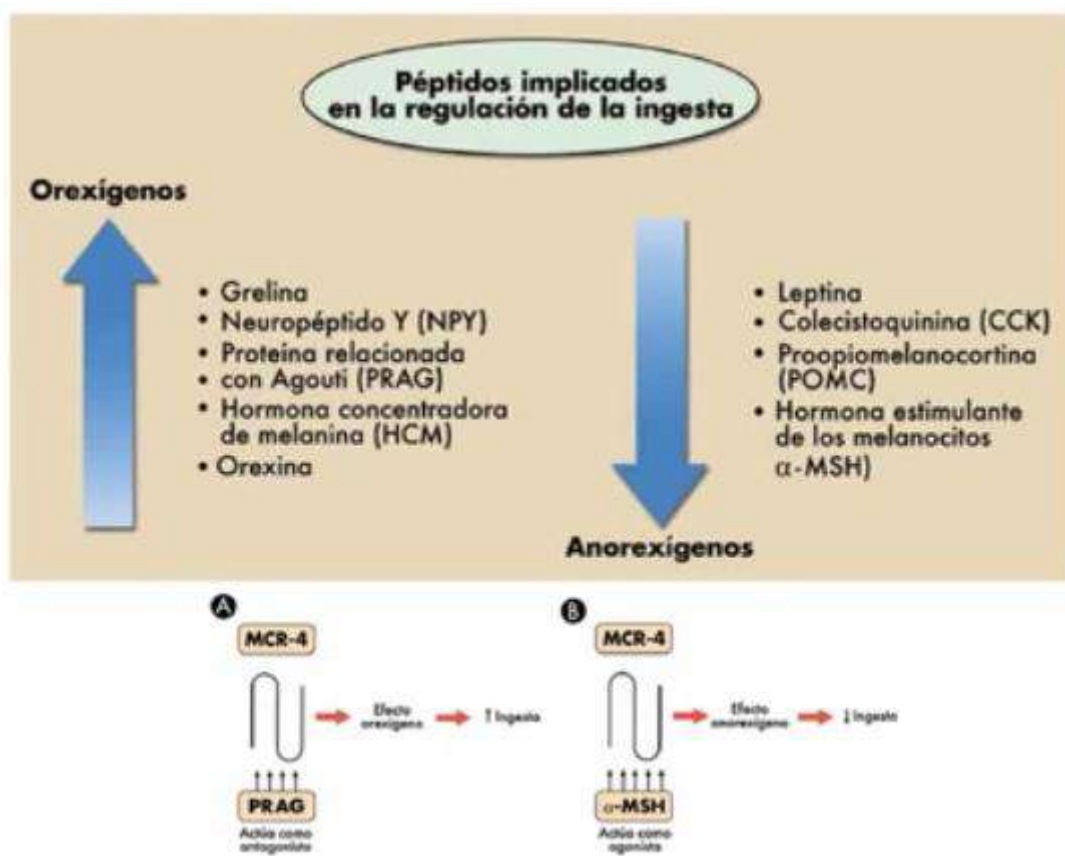 Péptidos implicados
en la regulación de la ingesta
Orexígenos
• Grelina
• Neuropéptido Y (NPY)
• Proteína relacionada
• con Agouti (PRAG)
• Hormona concentradora
de melanina (HCM)
• Orexina
• Leptina
• Colecistoquinina (CCK)
• Proopiomelanocortina
(POMC)
• Hormona estimulante
de los melanocitos
α-MSH)
Anorexígenos
A
MCR-4
Efecto
orexígeno
↑ Ingesta
PRAG
Actúa como
antagonista
B
MCR-4
Efecto
anorexígeno
↓ Ingesta
α-MSH
Actúa como
agonista